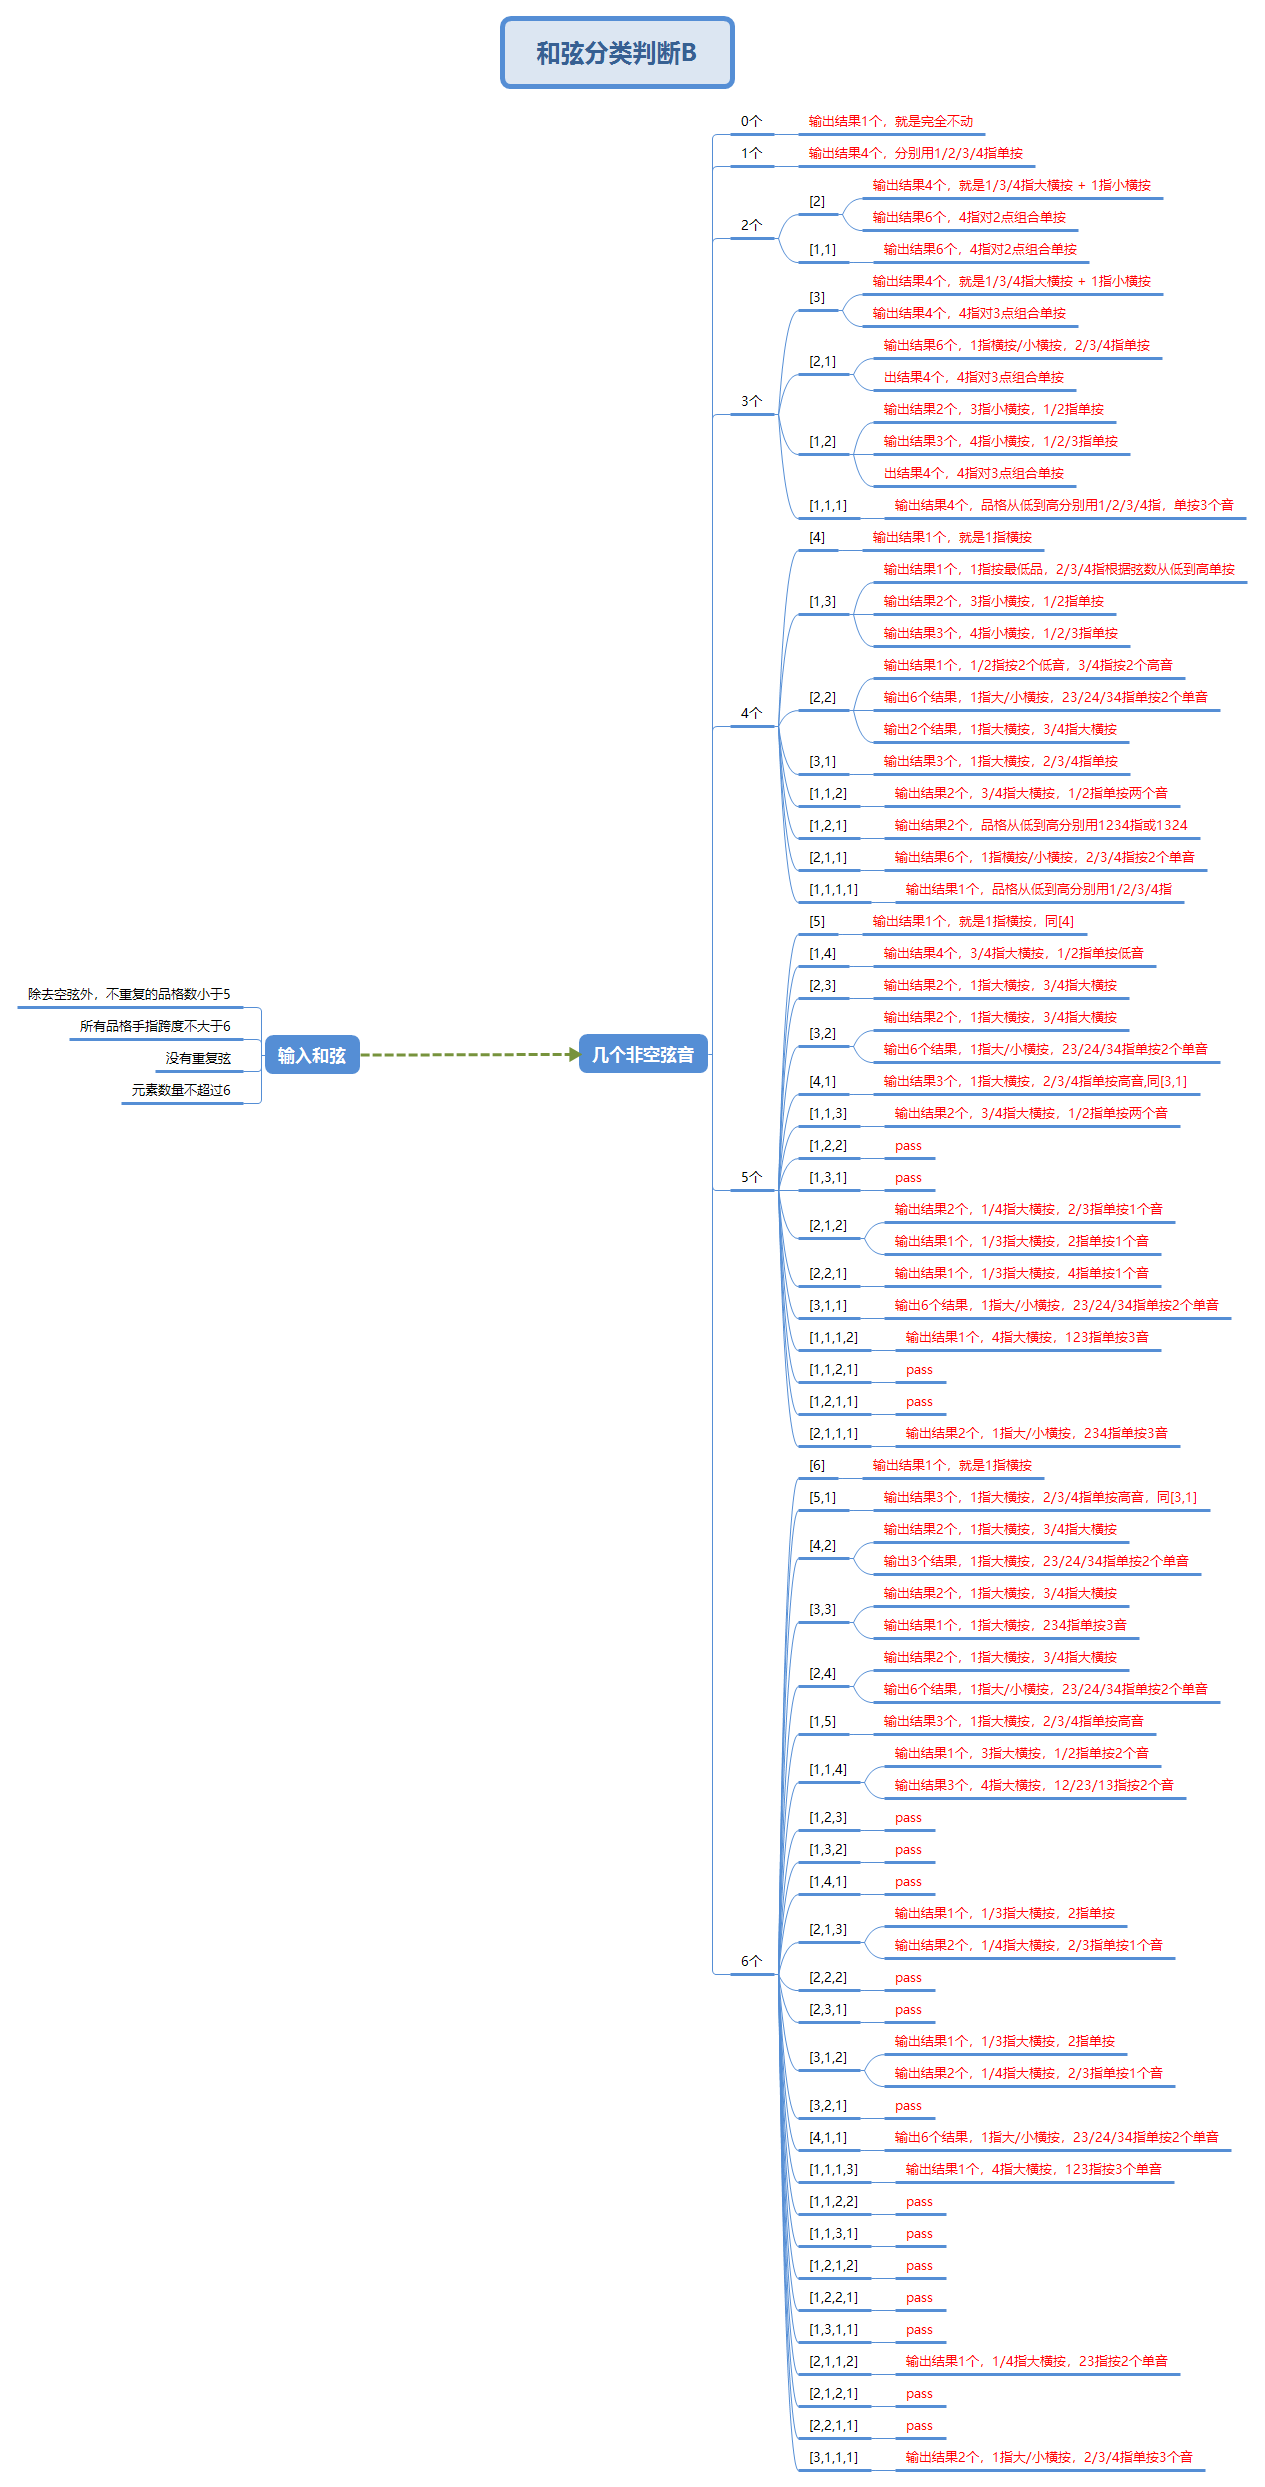 和弦分类判断B
除去空弦外，不重复的品格数小于5
所有品格手指跨度不大于6
没有重复弦
元素数量不超过6
输入和弦
几个非空弦音
0个
输出结果1个，就是完全不动
1个
输出结果4个，分别用1/2/3/4指单按
2个
[2]
输出结果4个，就是1/3/4指大横按 + 1指小横按
输出结果6个，4指对2点组合单按
[1,1]
输出结果6个，4指对2点组合单按
3个
[3]
输出结果4个，就是1/3/4指大横按 + 1指小横按
输出结果4个，4指对3点组合单按
[2,1]
输出结果6个，1指横按/小横按，2/3/4指单按
出结果4个，4指对3点组合单按
[1,2]
输出结果2个，3指小横按，1/2指单按
输出结果3个，4指小横按，1/2/3指单按
出结果4个，4指对3点组合单按
[1,1,1]
输出结果4个，品格从低到高分别用1/2/3/4指，单按3个音
4个
[4]
输出结果1个，就是1指横按
[1,3]
输出结果1个，1指按最低品，2/3/4指根据弦数从低到高单按
输出结果2个，3指小横按，1/2指单按
输出结果3个，4指小横按，1/2/3指单按
[2,2]
输出结果1个，1/2指按2个低音，3/4指按2个高音
输出6个结果，1指大/小横按，23/24/34指单按2个单音
输出2个结果，1指大横按，3/4指大横按
[3,1]
输出结果3个，1指大横按，2/3/4指单按
[1,1,2]
输出结果2个，3/4指大横按，1/2指单按两个音
[1,2,1]
输出结果2个，品格从低到高分别用1234指或1324
[2,1,1]
输出结果6个，1指横按/小横按，2/3/4指按2个单音
[1,1,1,1]
输出结果1个，品格从低到高分别用1/2/3/4指
5个
[5]
输出结果1个，就是1指横按，同[4]
[1,4]
输出结果4个，3/4指大横按，1/2指单按低音
[2,3]
输出结果2个，1指大横按，3/4指大横按
[3,2]
输出结果2个，1指大横按，3/4指大横按
输出6个结果，1指大/小横按，23/24/34指单按2个单音
[4,1]
输出结果3个，1指大横按，2/3/4指单按高音,同[3,1]
[1,1,3]
输出结果2个，3/4指大横按，1/2指单按两个音
[1,2,2]
pass
[1,3,1]
pass
[2,1,2]
输出结果2个，1/4指大横按，2/3指单按1个音
输出结果1个，1/3指大横按，2指单按1个音
[2,2,1]
输出结果1个，1/3指大横按，4指单按1个音
[3,1,1]
输出6个结果，1指大/小横按，23/24/34指单按2个单音
[1,1,1,2]
输出结果1个，4指大横按，123指单按3音
[1,1,2,1]
pass
[1,2,1,1]
pass
[2,1,1,1]
输出结果2个，1指大/小横按，234指单按3音
6个
[6]
输出结果1个，就是1指横按
[5,1]
输出结果3个，1指大横按，2/3/4指单按高音，同[3,1]
[4,2]
输出结果2个，1指大横按，3/4指大横按
输出3个结果，1指大横按，23/24/34指单按2个单音
[3,3]
输出结果2个，1指大横按，3/4指大横按
输出结果1个，1指大横按，234指单按3音
[2,4]
输出结果2个，1指大横按，3/4指大横按
输出6个结果，1指大/小横按，23/24/34指单按2个单音
[1,5]
输出结果3个，1指大横按，2/3/4指单按高音
[1,1,4]
输出结果1个，3指大横按，1/2指单按2个音
输出结果3个，4指大横按，12/23/13指按2个音
[1,2,3]
pass
[1,3,2]
pass
[1,4,1]
pass
[2,1,3]
输出结果1个，1/3指大横按，2指单按
输出结果2个，1/4指大横按，2/3指单按1个音
[2,2,2]
pass
[2,3,1]
pass
[3,1,2]
输出结果1个，1/3指大横按，2指单按
输出结果2个，1/4指大横按，2/3指单按1个音
[3,2,1]
pass
[4,1,1]
输出6个结果，1指大/小横按，23/24/34指单按2个单音
[1,1,1,3]
输出结果1个，4指大横按，123指按3个单音
[1,1,2,2]
pass
[1,1,3,1]
pass
[1,2,1,2]
pass
[1,2,2,1]
pass
[1,3,1,1]
pass
[2,1,1,2]
输出结果1个，1/4指大横按，23指按2个单音
[2,1,2,1]
pass
[2,2,1,1]
pass
[3,1,1,1]
输出结果2个，1指大/小横按，2/3/4指单按3个音